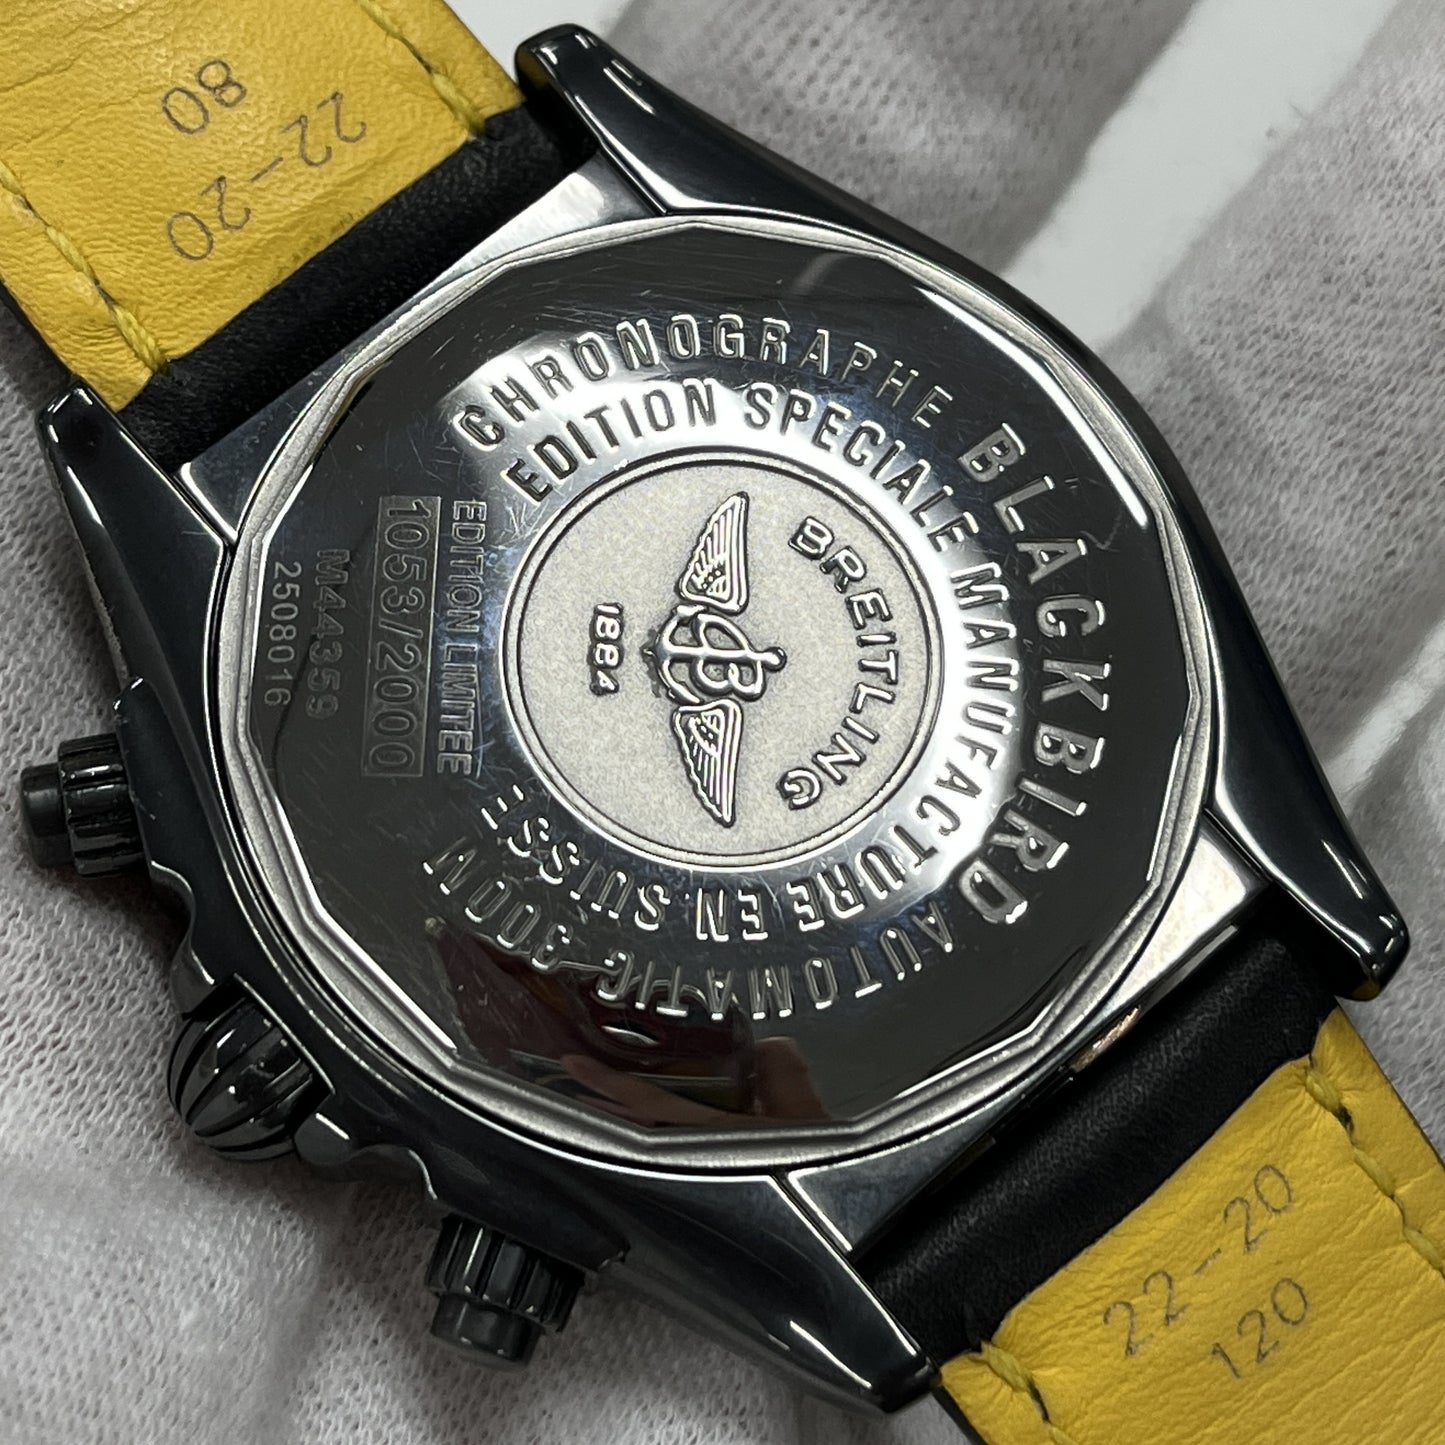 CHRONOGRAPHE BLACKBIRD AUTOMATIC 300M
EDITION SPECIALE MANUFACTURE EN SUISSE
BREITLING
B
1884
EDITION LIMITEE
1053/2000
M44359
2508016
22-20
80
22-20
120